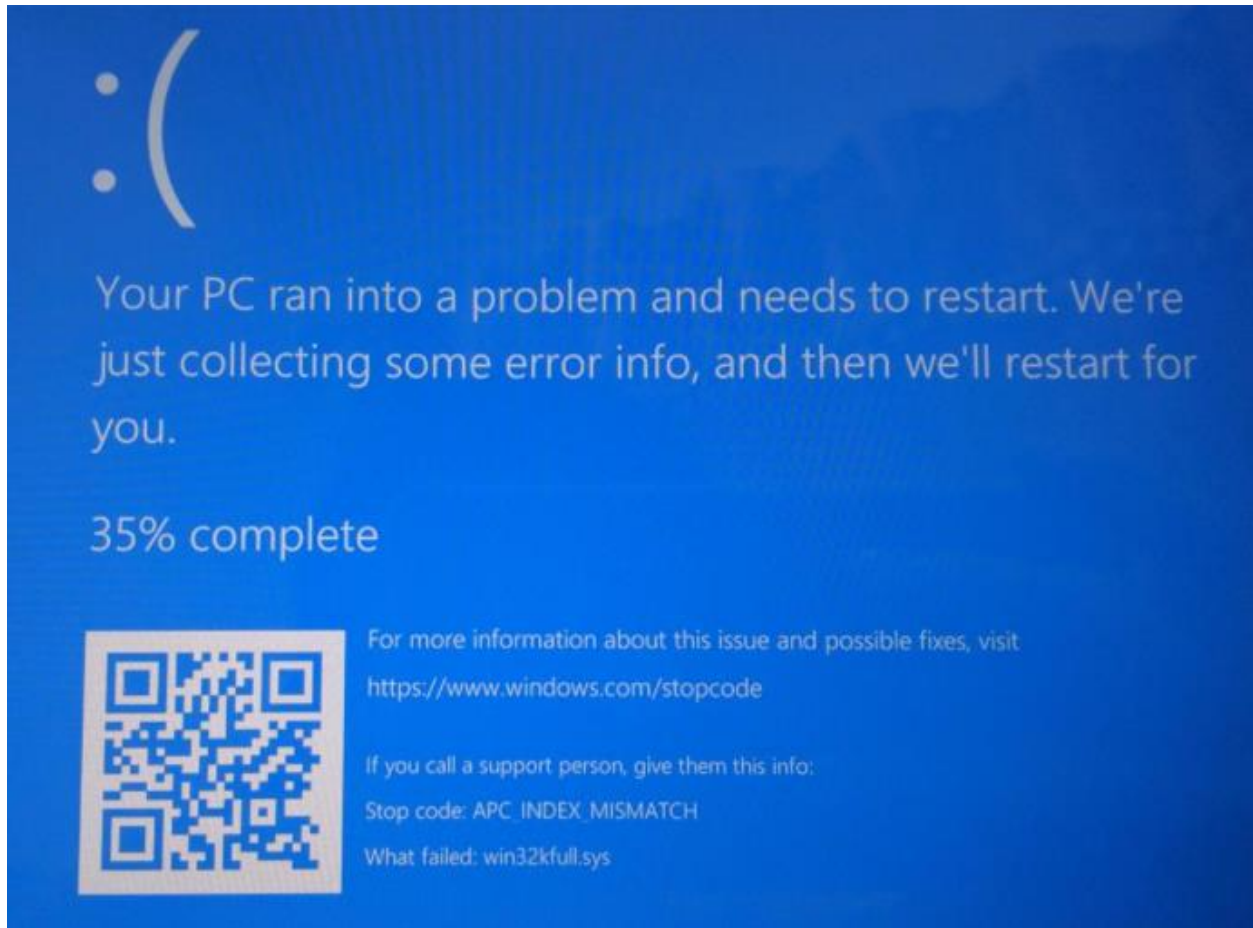 :(
Your PC ran into a problem and needs to restart. We're
just collecting some error info, and then we'll restart for
you.
35% complete
For more information about this issue and possible fixes, visit
https://www.windows.com/stopcode
If you call a support person, give them this info:
Stop code: APC_INDEX_MISMATCH
What failed: win32kfull.sys